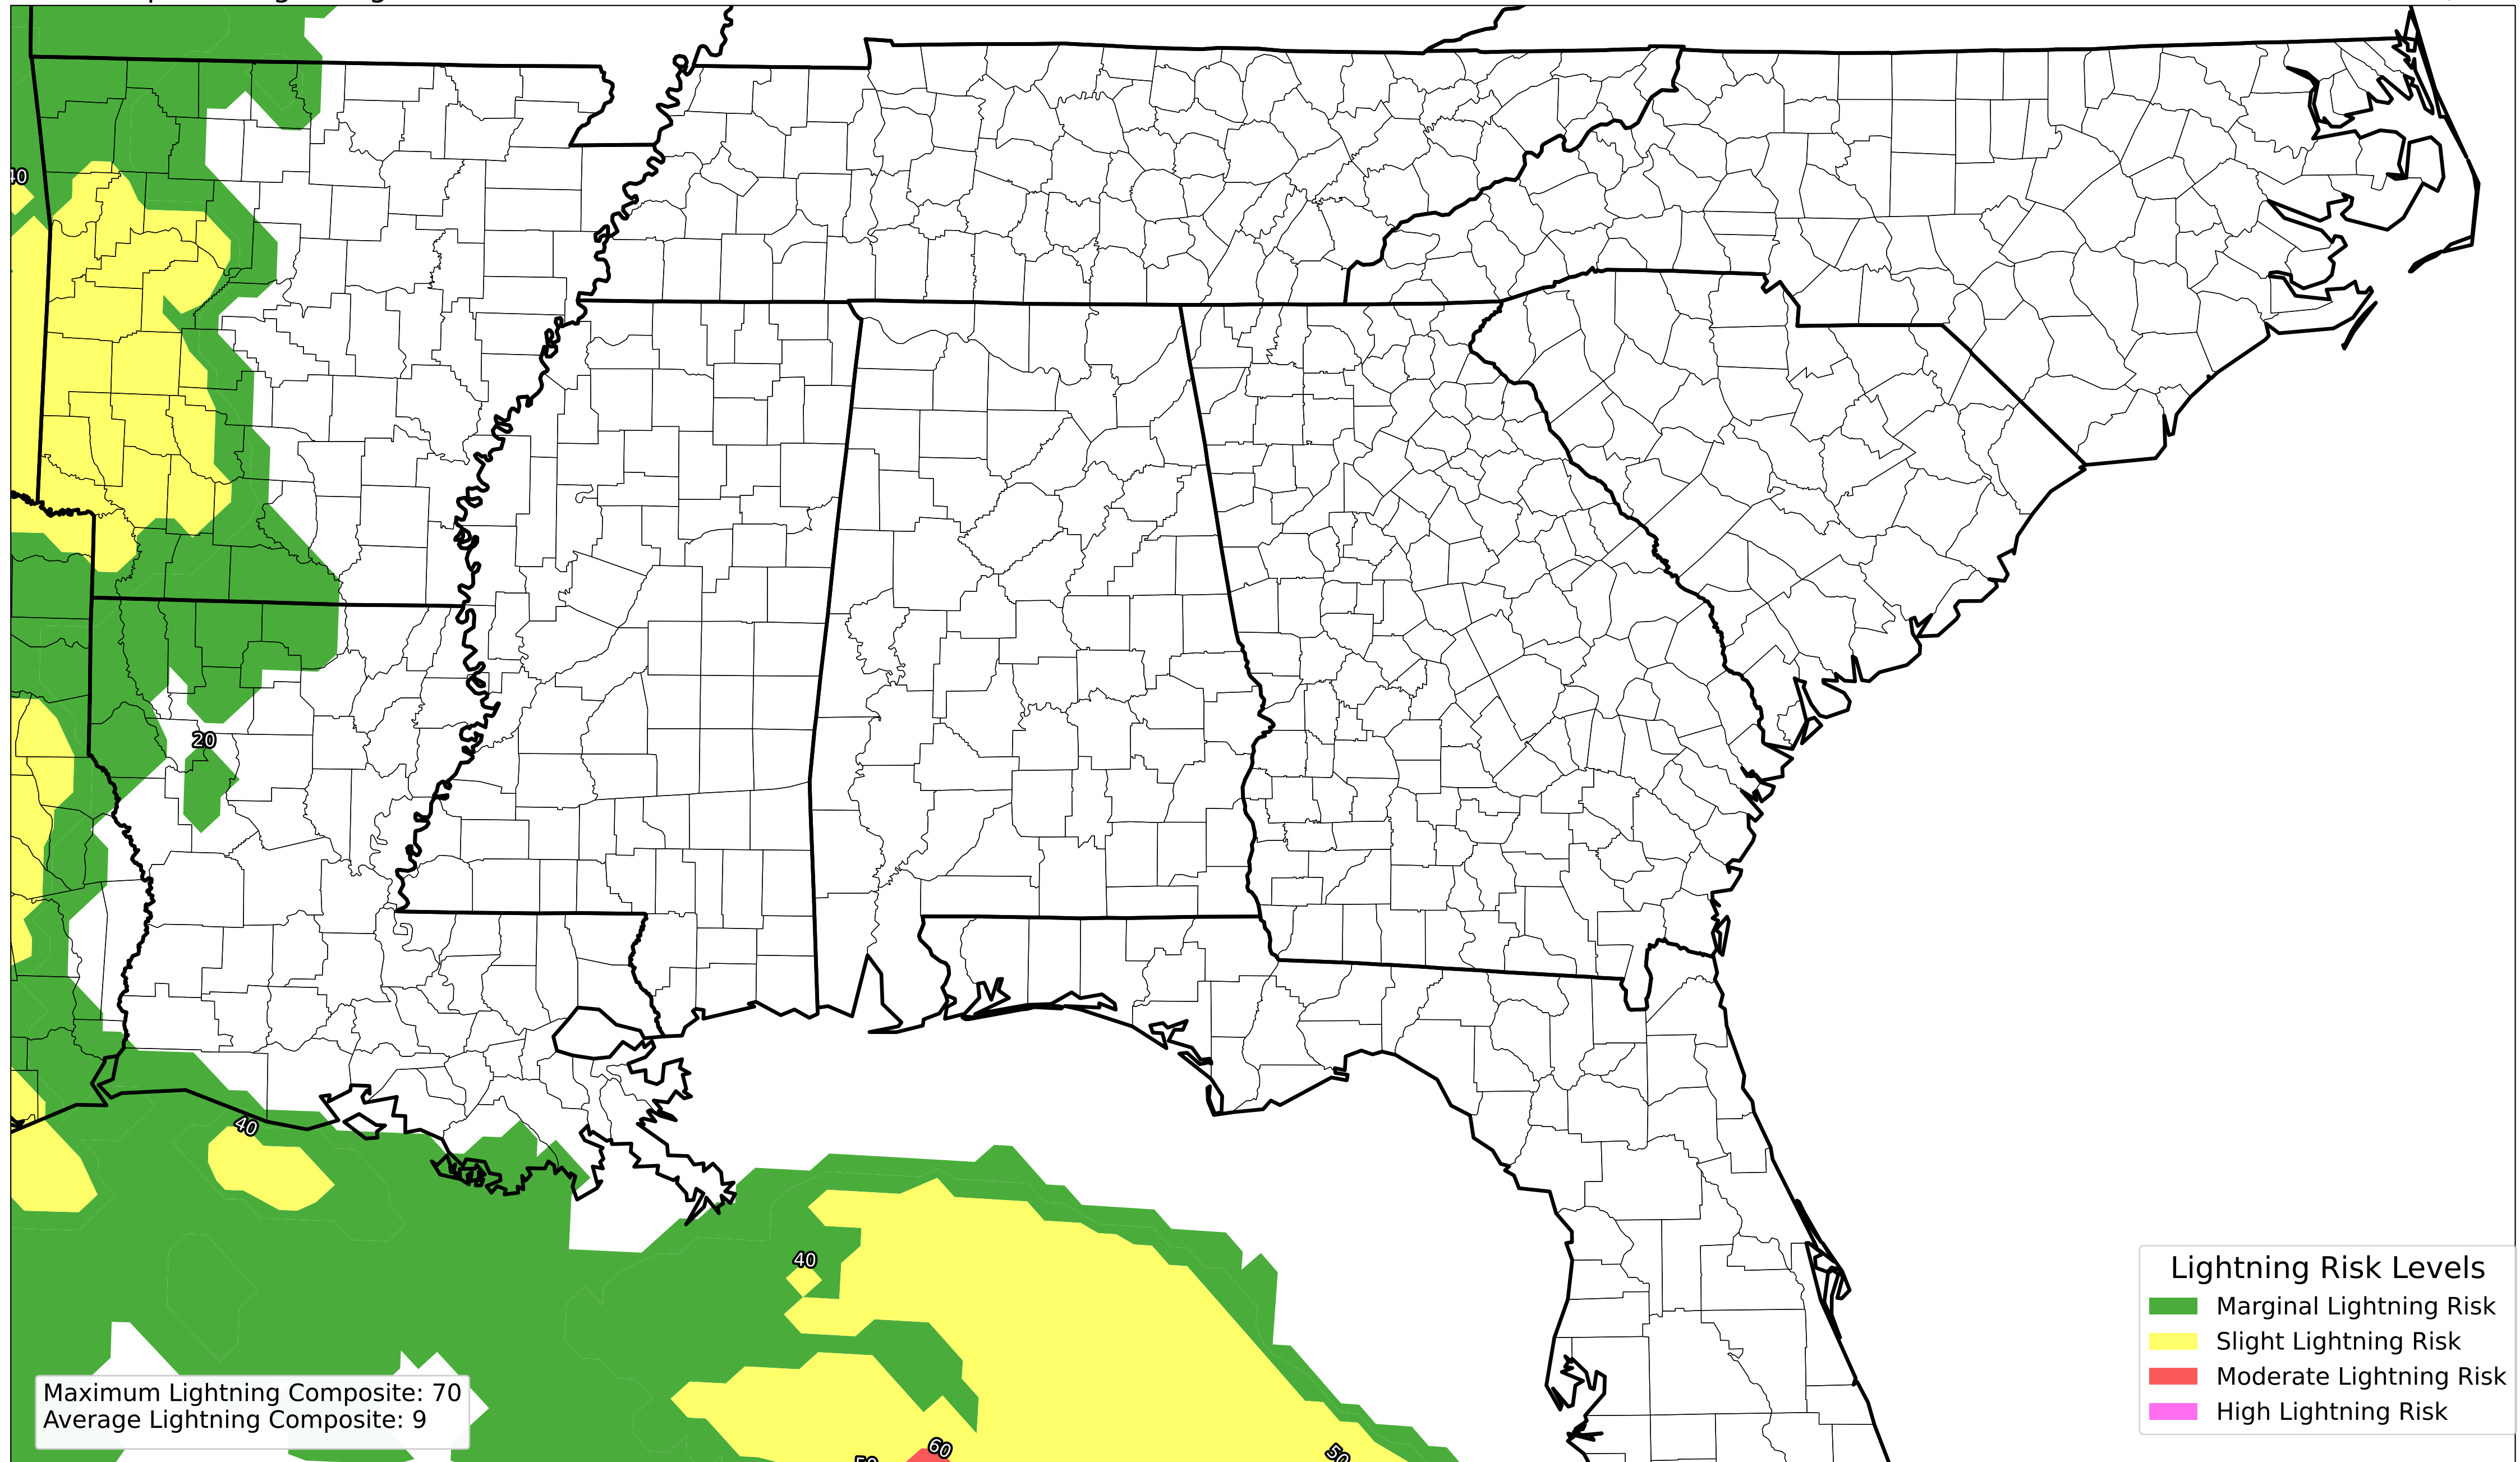 40
20
40
40
60
50
50
Lightning Risk Levels
Marginal Lightning Risk
Slight Lightning Risk
Moderate Lightning Risk
High Lightning Risk
Maximum Lightning Composite: 70
Average Lightning Composite: 9